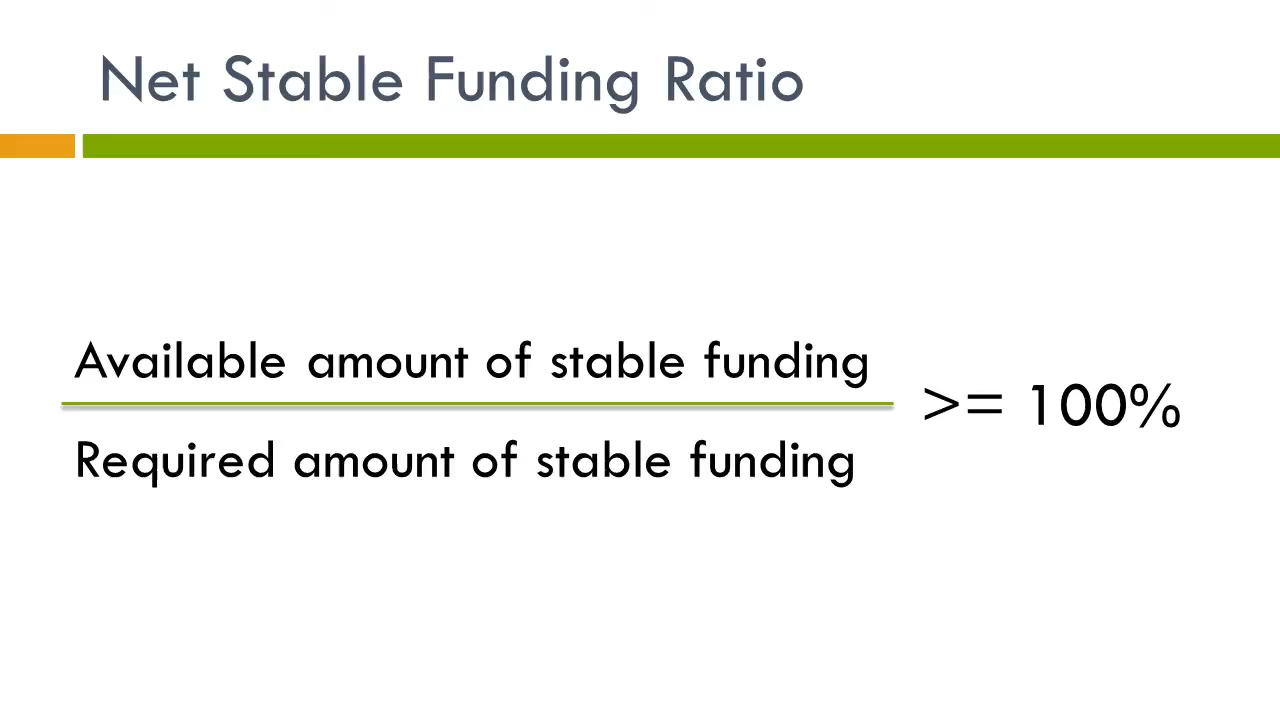 Net Stable Funding Ratio
Available amount of stable funding
>= 100%
Required amount of stable funding